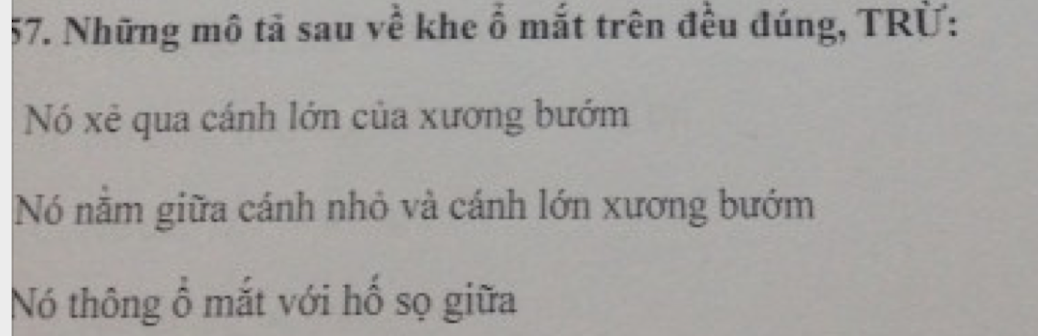 57. Những mô tả sau về khe ổ mắt trên đều đúng, TRỪ:
Nó xẻ qua cánh lớn của xương bướm
Nó nằm giữa cánh nhỏ và cánh lớn xương bướm
Nó thông ổ mắt với hố sọ giữa